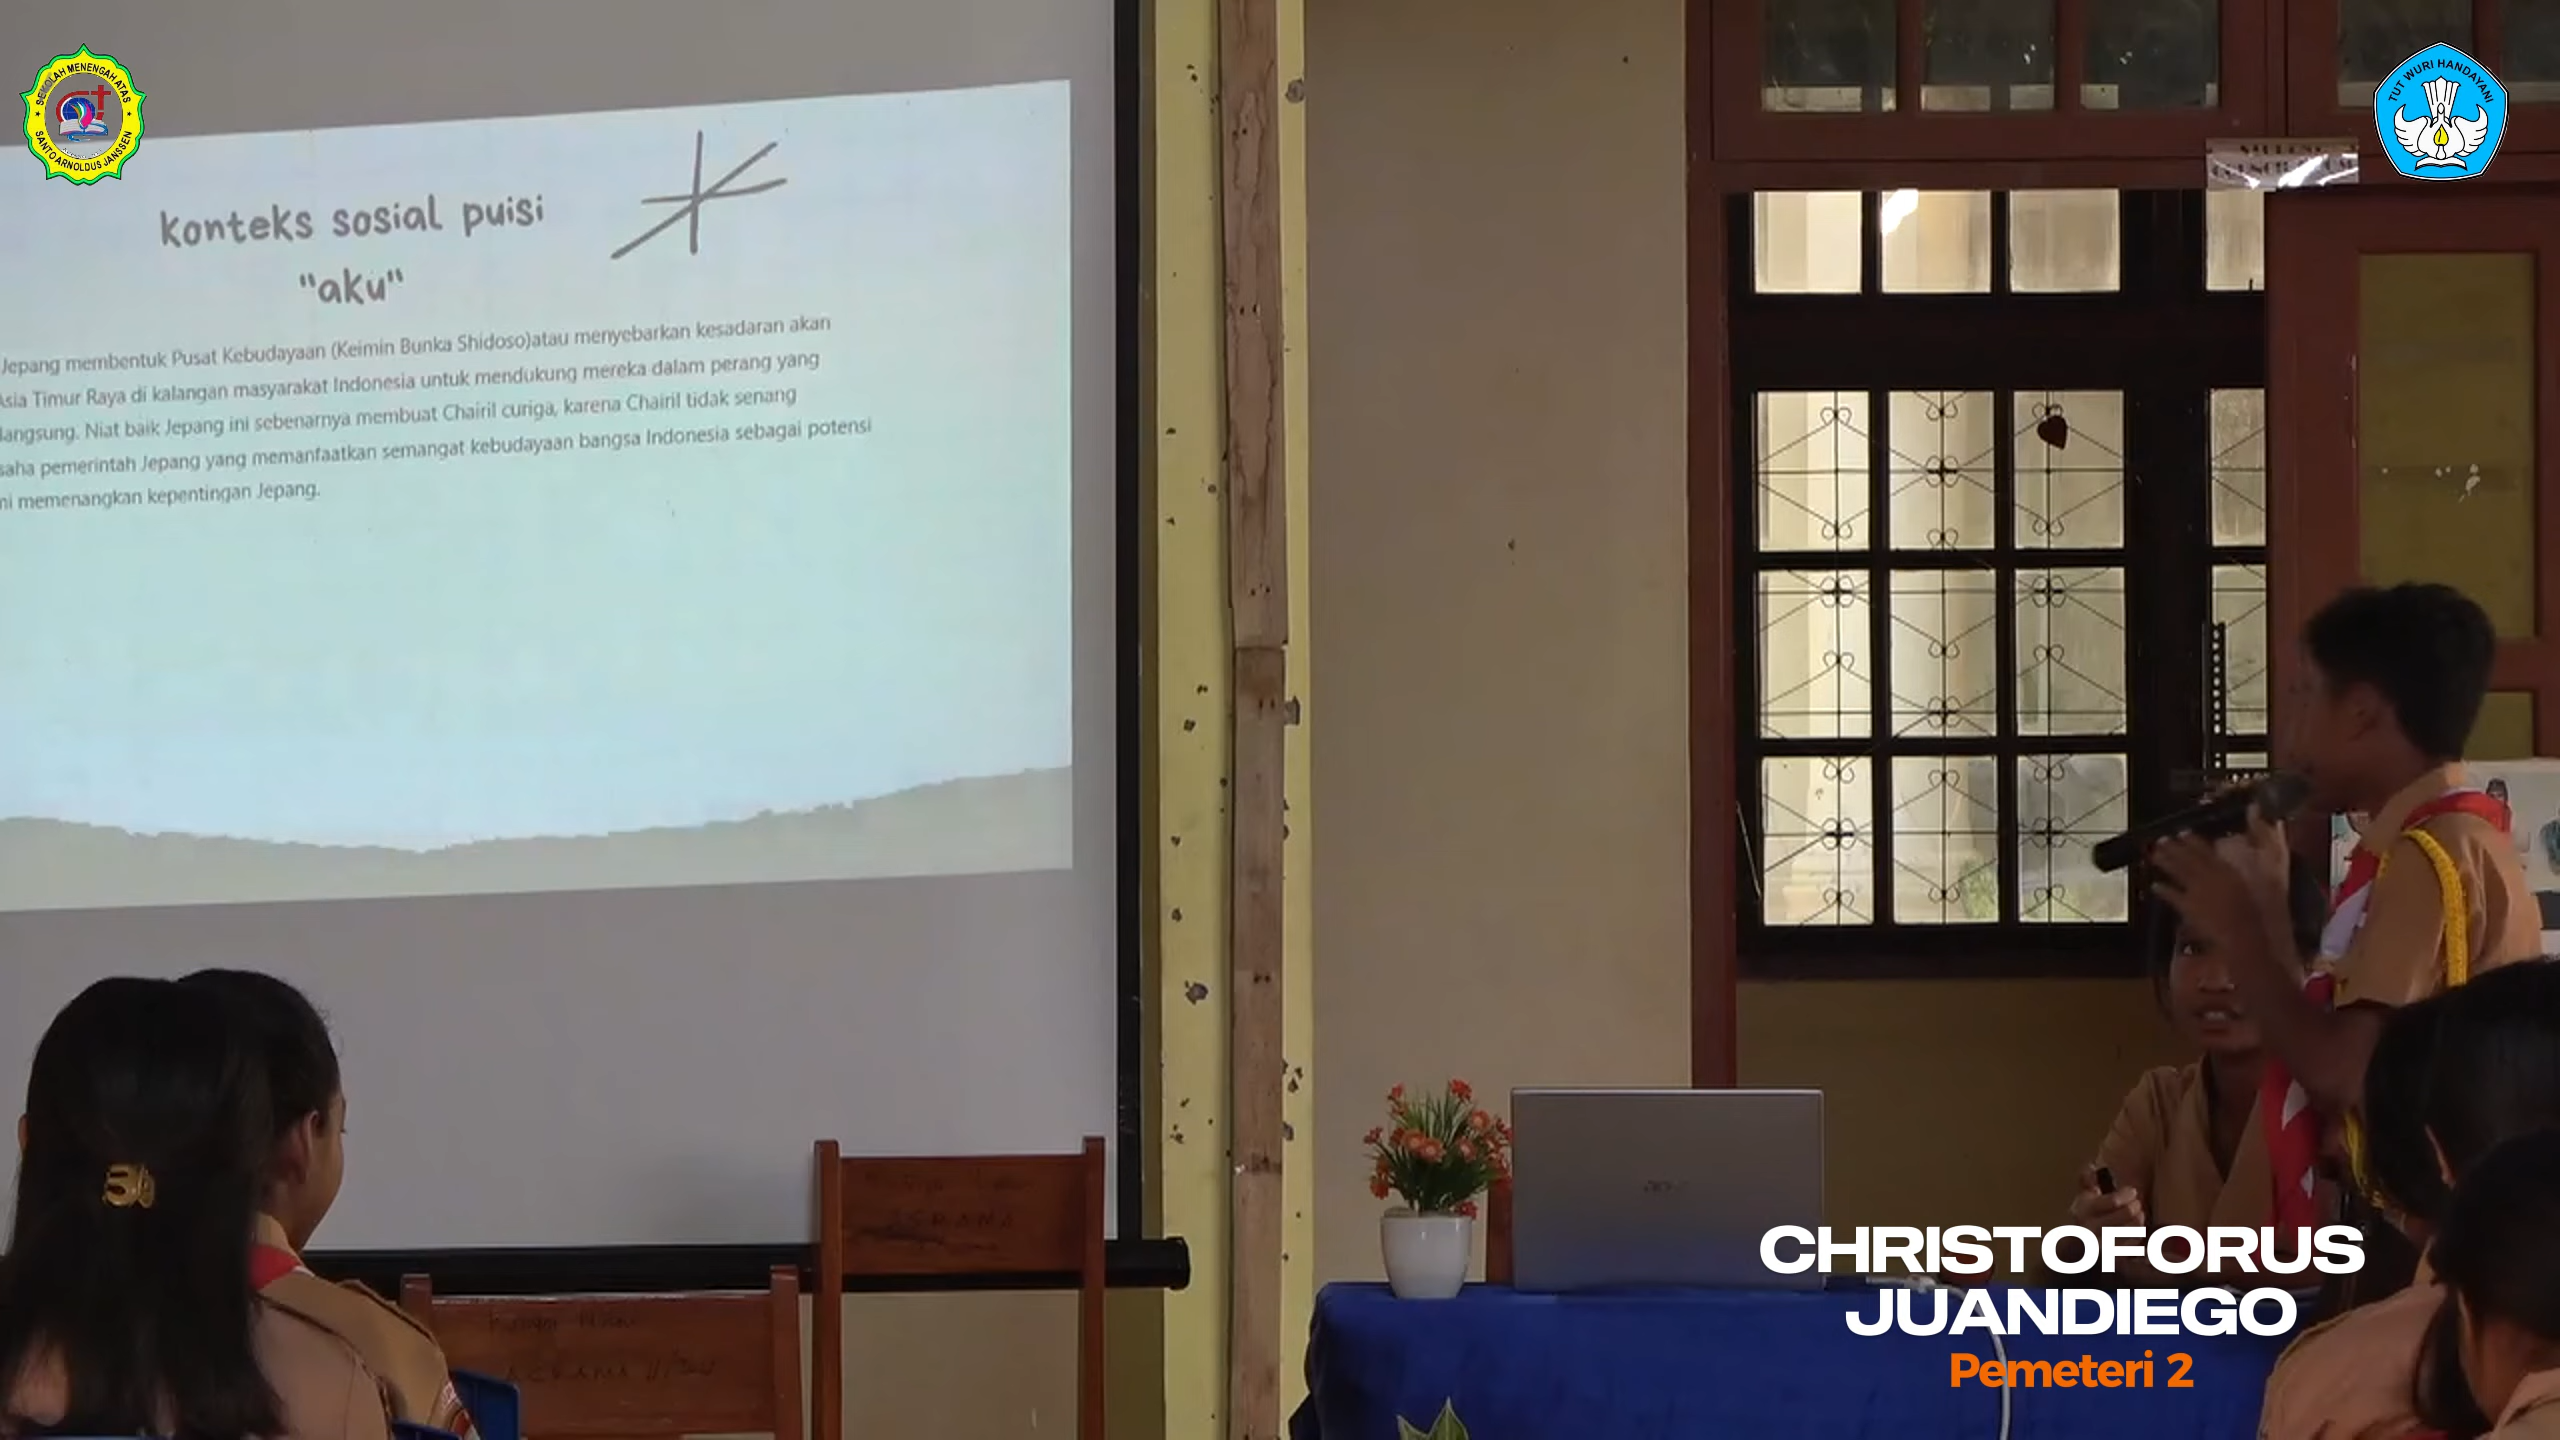 SEKOLAH MENENGAH ATAS
SANTO ARNOLDUS JANSSEN
TUT WURI HANDAYANI
konteks sosial puisi
"aku"
Jepang membentuk Pusat Kebudayaan (Keimin Bunka Shidoso)atau menyebarkan kesadaran akan
Asia Timur Raya di kalangan masyarakat Indonesia untuk mendukung mereka dalam perang yang
langsung. Niat baik Jepang ini sebenarnya membuat Chairil curiga, karena Chairil tidak senang
saha pemerintah Jepang yang memanfaatkan semangat kebudayaan bangsa Indonesia sebagai potensi
ni memenangkan kepentingan Jepang.
acer
CHRISTOFORUS
JUANDIEGO
Pemeteri 2